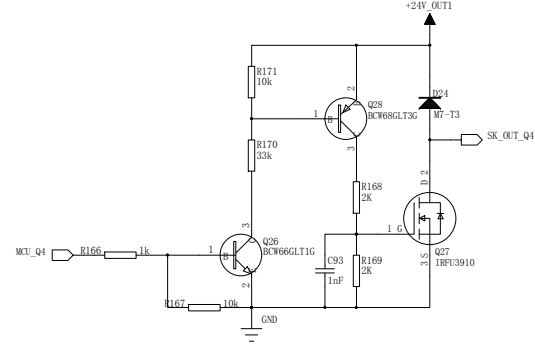 +24V_OUT1
R171
10k
2
Q28
BCW68GLT3G
1
B
3
D24
M7-T3
SK_OUT_Q4
R170
33k
R168
2K
D 2
1 G
Q27
IRFU3910
3 S
3
Q26
BCW66GLT1G
MCU_Q4
R166
1k
1
B
2
C93
1nF
R169
2K
R167
10k
GND